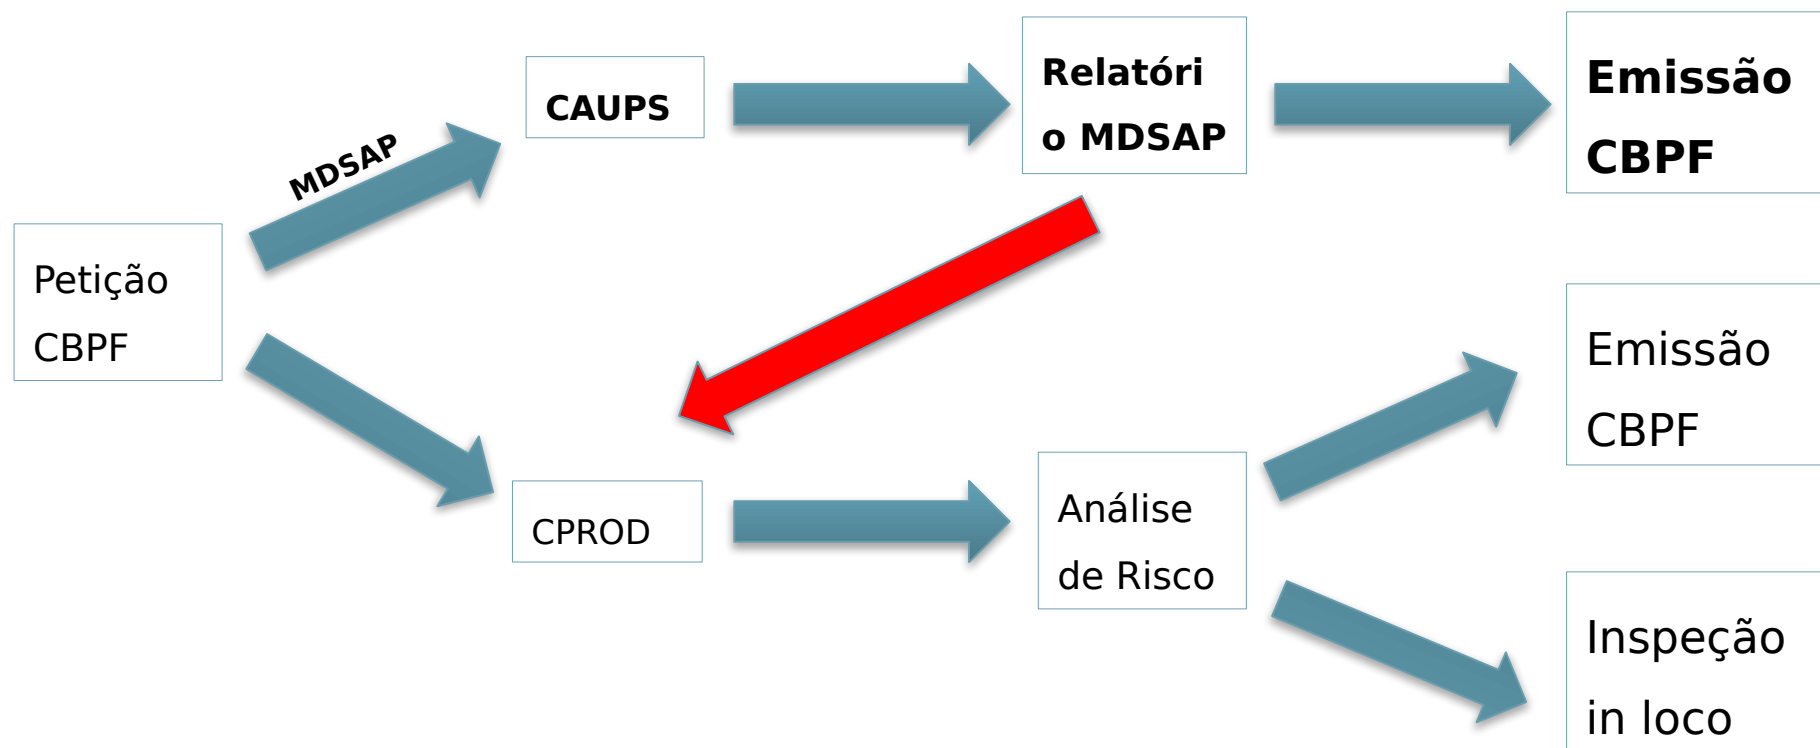 Petição
CBPF
MDSAP
CAUPS
Relatóri
o MDSAP
Emissão
CBPF
CPROD
Análise
de Risco
Emissão
CBPF
Inspeção
in loco